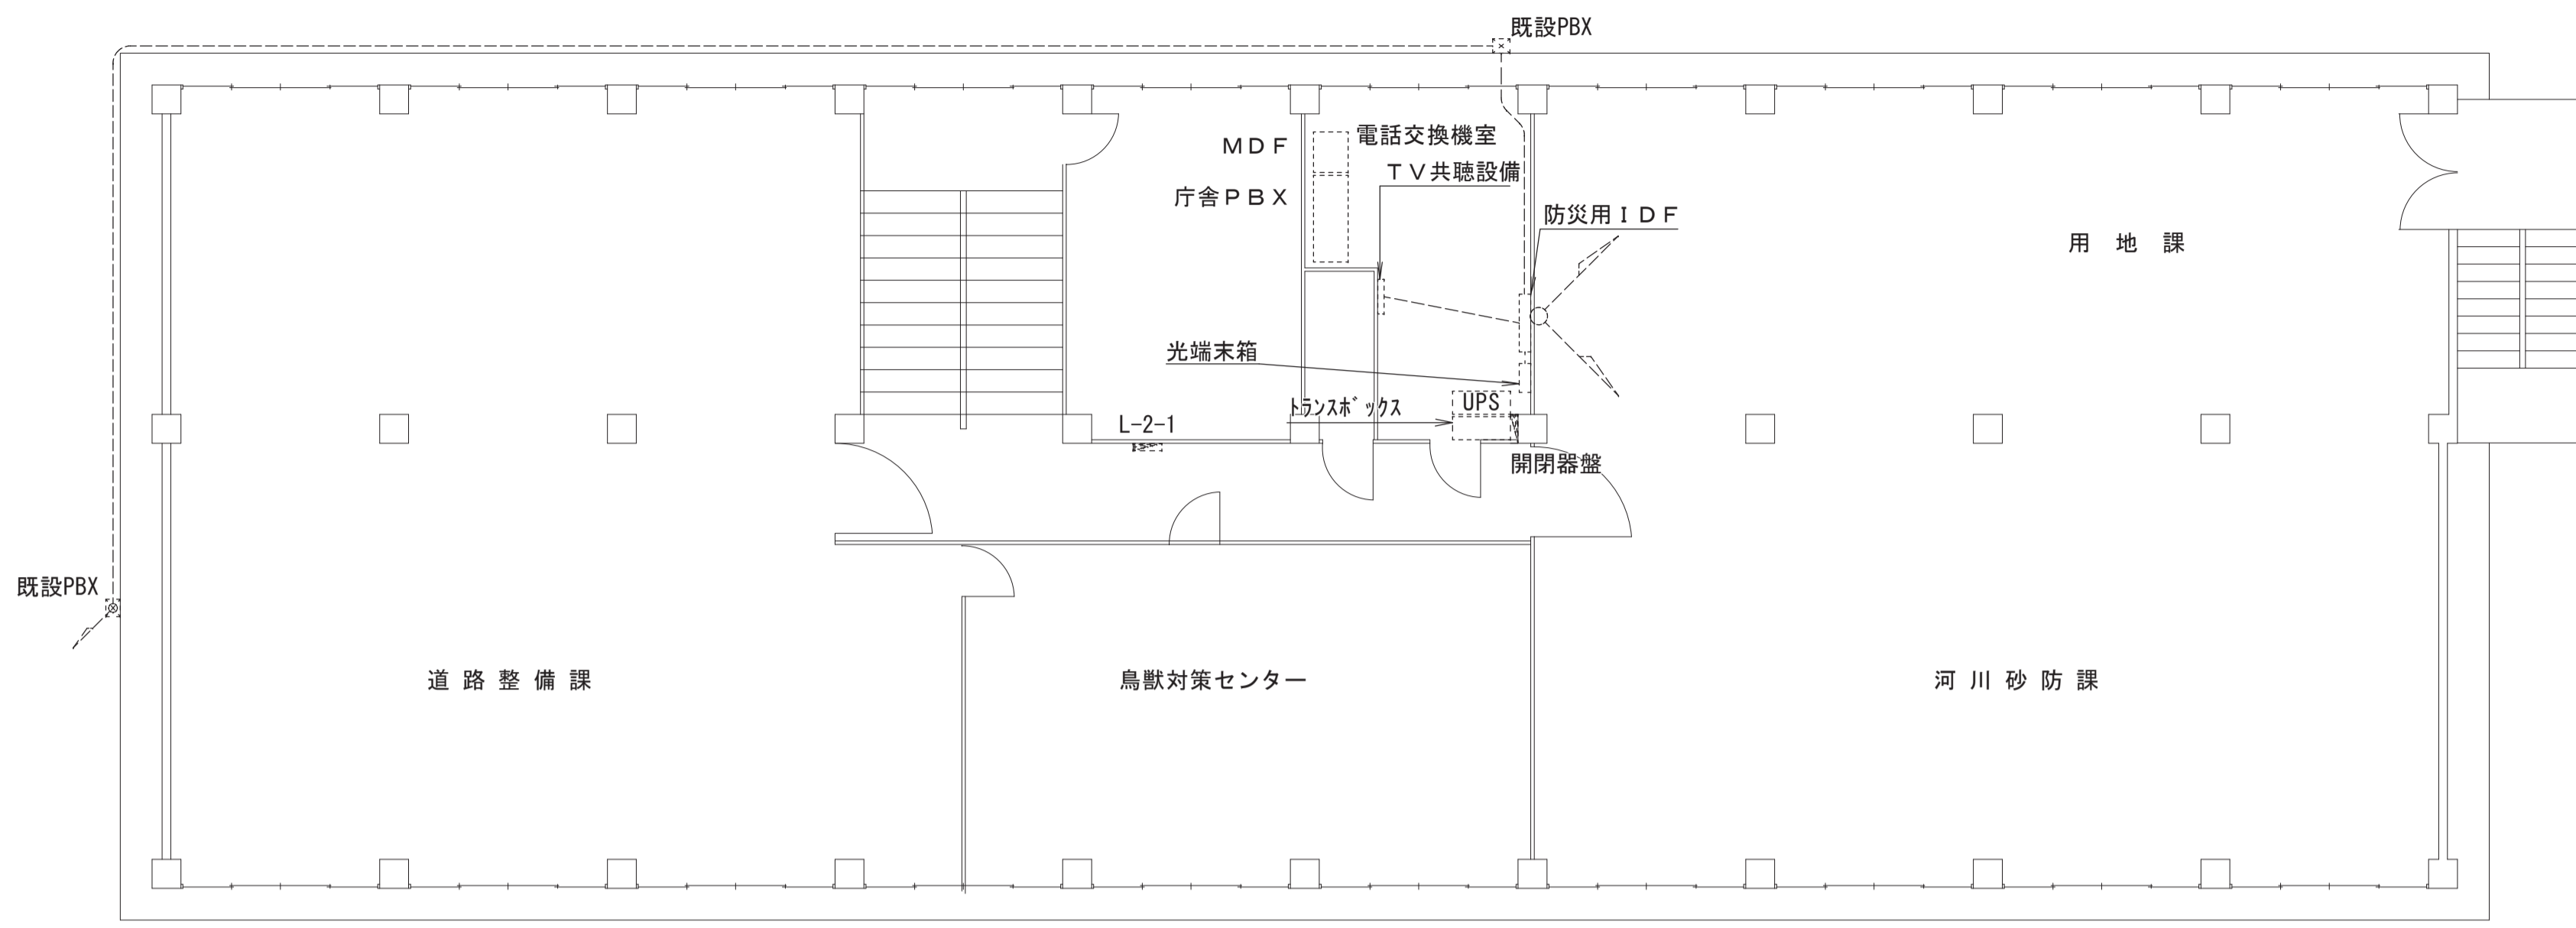 既設PBX
電話交換機室
MDF
TV共聴設備
庁舎PBX
防災用IDF
用地課
光端末箱
トランスボックス
UPS
L-2-1
開閉器盤
既設PBX
道路整備課
鳥獣対策センター
河川砂防課